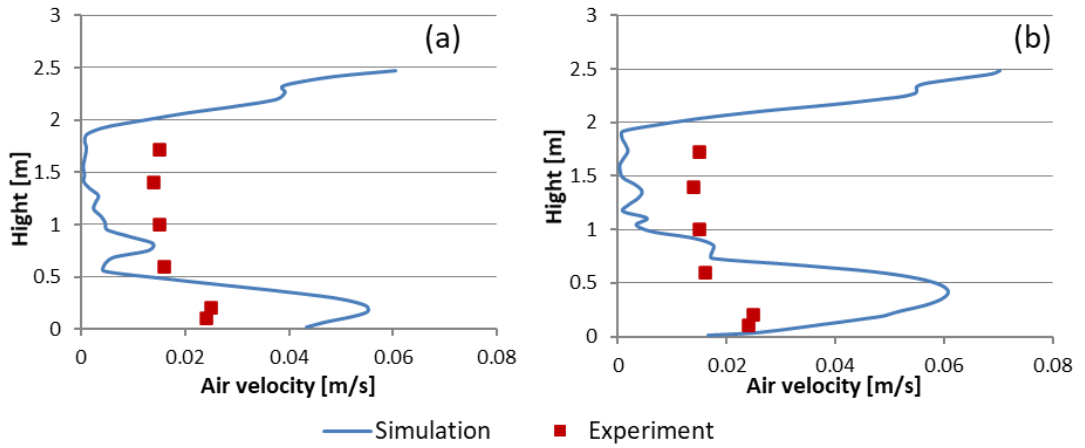 3
(a)
2.5
2
1.5
1
0.5
0
Hight [m]
0 0.02 0.04 0.06 0.08
Air velocity [m/s]
3
(b)
2.5
2
1.5
1
0.5
0
Hight [m]
0 0.02 0.04 0.06 0.08
Air velocity [m/s]
Simulation Experiment